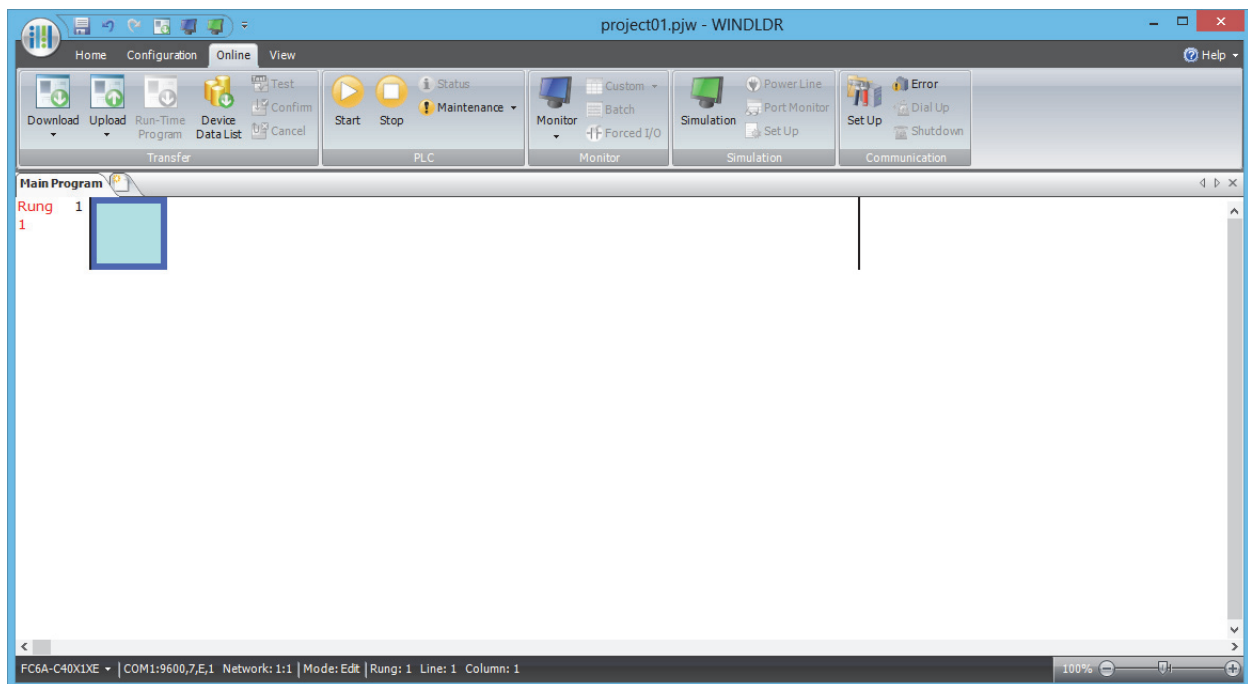 project01.pjw - WINDLDR
Home Configuration Online View Help
Download Upload Run-Time Program Device Data List Test Confirm Cancel
Transfer
Start Stop Status Maintenance
PLC
Monitor Custom Batch Forced I/O
Monitor
Simulation Power Line Port Monitor Set Up
Simulation
Set Up Error Dial Up Shutdown
Communication
Main Program
Rung 1
1
FC6A-C40X1XE COM1:9600,7,E,1 Network: 1:1 Mode: Edit Rung: 1 Line: 1 Column: 1 100%